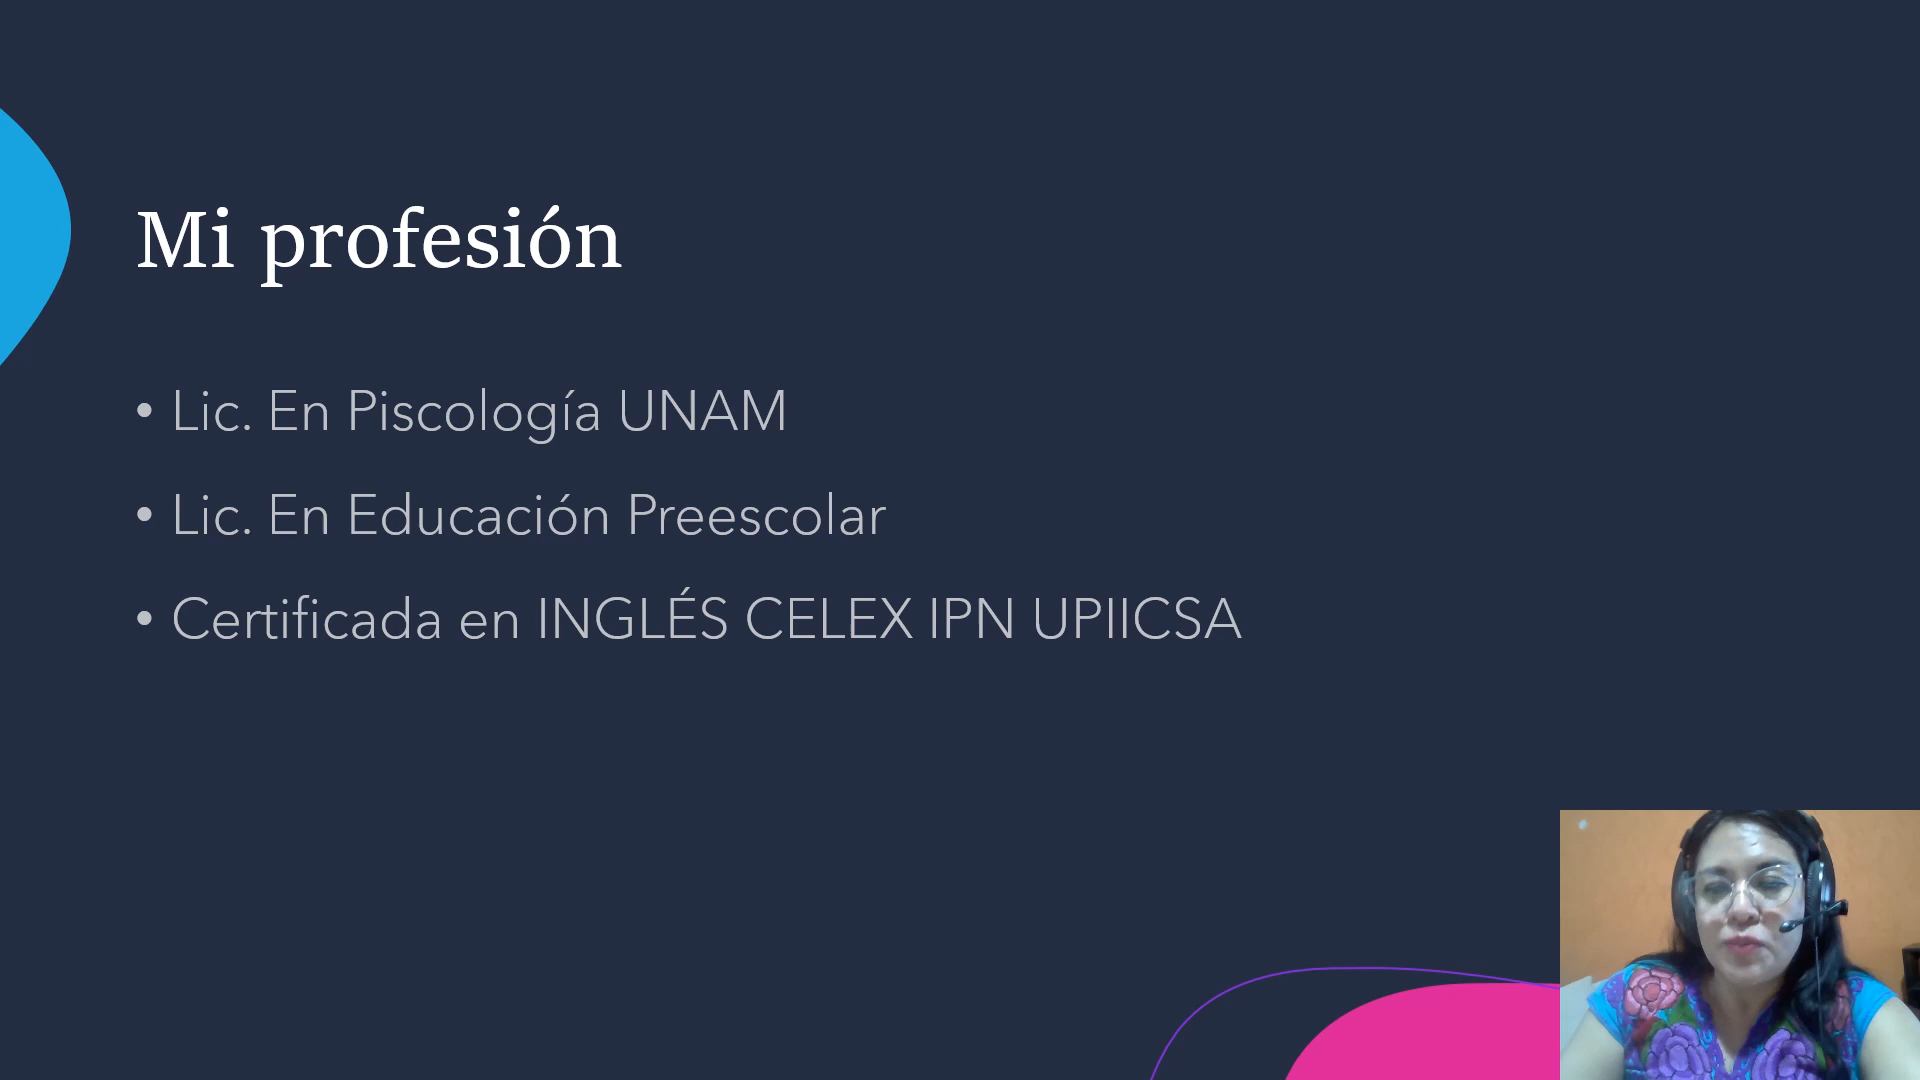 Mi profesión
• Lic. En Piscología UNAM
• Lic. En Educación Preescolar
• Certificada en INGLÉS CELEX IPN UPIICSA